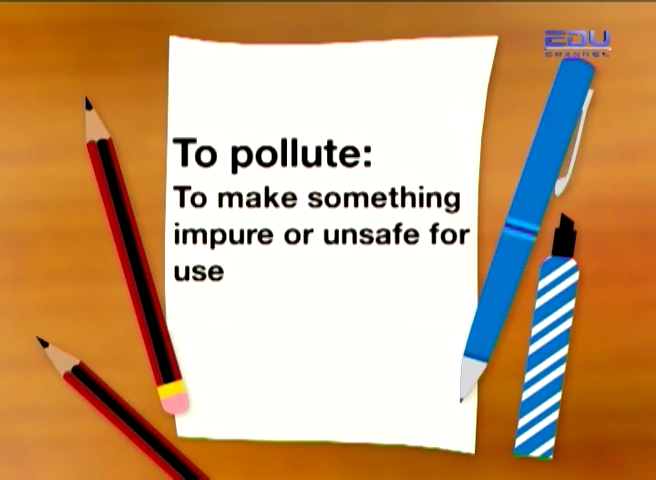 EDU
CHANNEL
To pollute:
To make something
impure or unsafe for
use